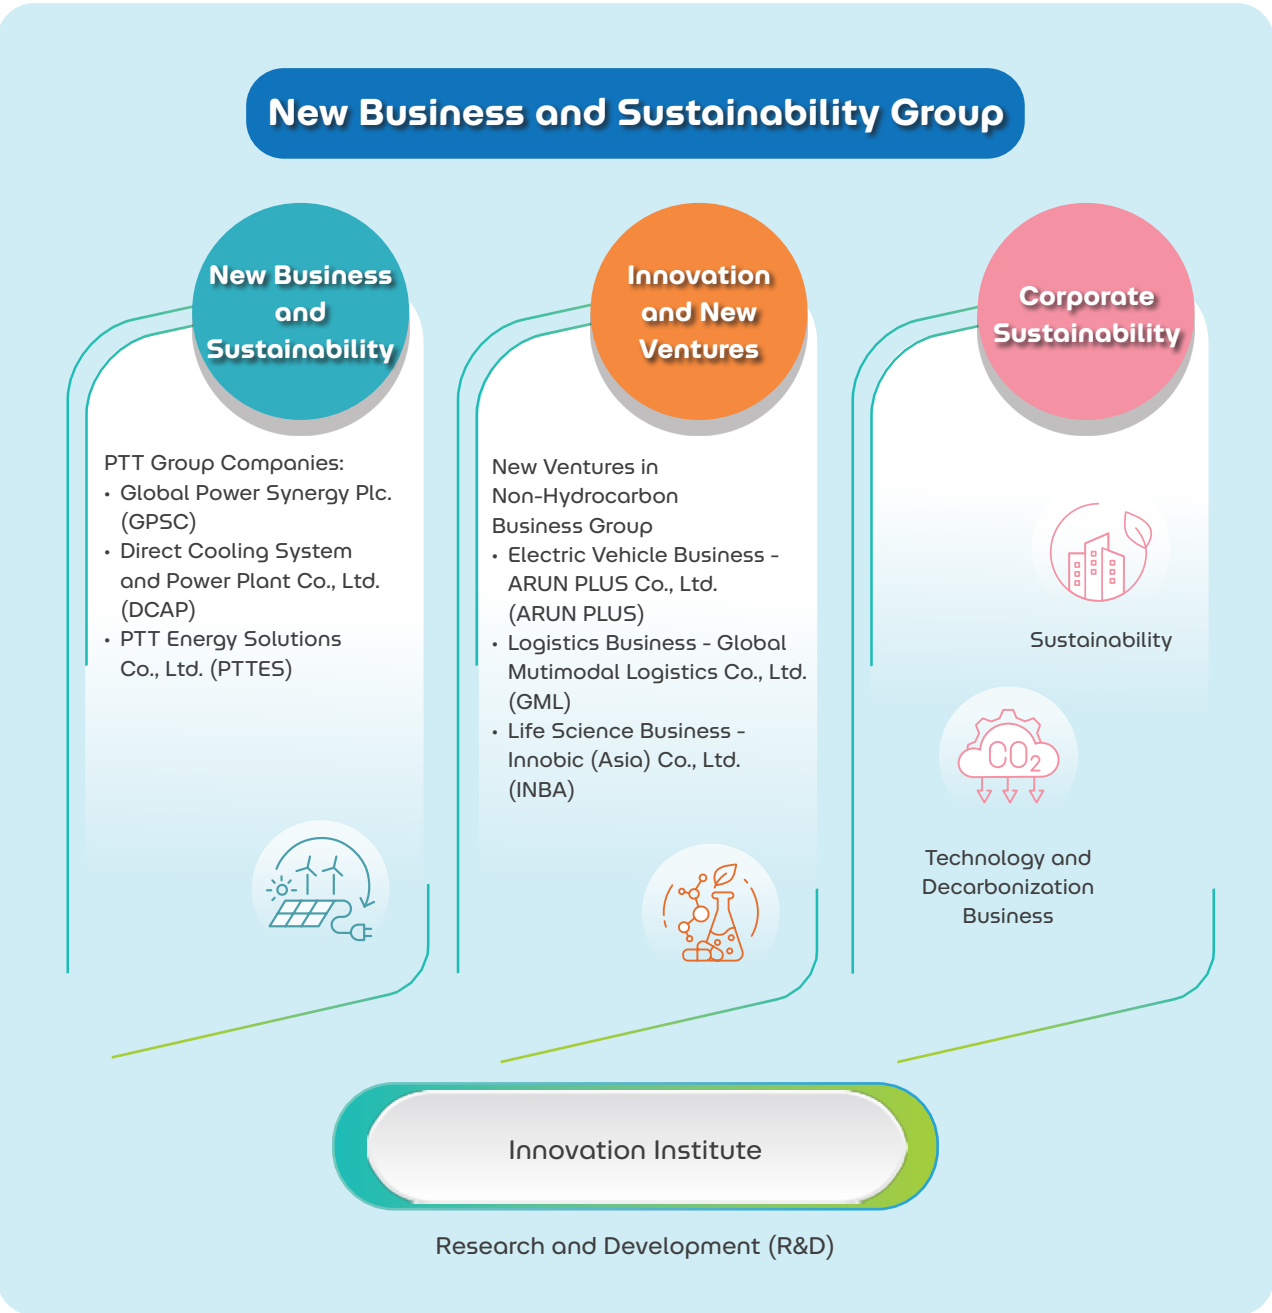 New Business and Sustainability Group
New Business
and
Sustainability
PTT Group Companies:
• Global Power Synergy Plc.
(GPSC)
• Direct Cooling System
and Power Plant Co., Ltd.
(DCAP)
• PTT Energy Solutions
Co., Ltd. (PTTES)
Innovation
and New
Ventures
New Ventures in
Non-Hydrocarbon
Business Group
• Electric Vehicle Business -
ARUN PLUS Co., Ltd.
(ARUN PLUS)
• Logistics Business - Global
Mutimodal Logistics Co., Ltd.
(GML)
• Life Science Business -
Innobic (Asia) Co., Ltd.
(INBA)
Corporate
Sustainability
Sustainability
CO2
Technology and
Decarbonization
Business
Innovation Institute
Research and Development (R&D)